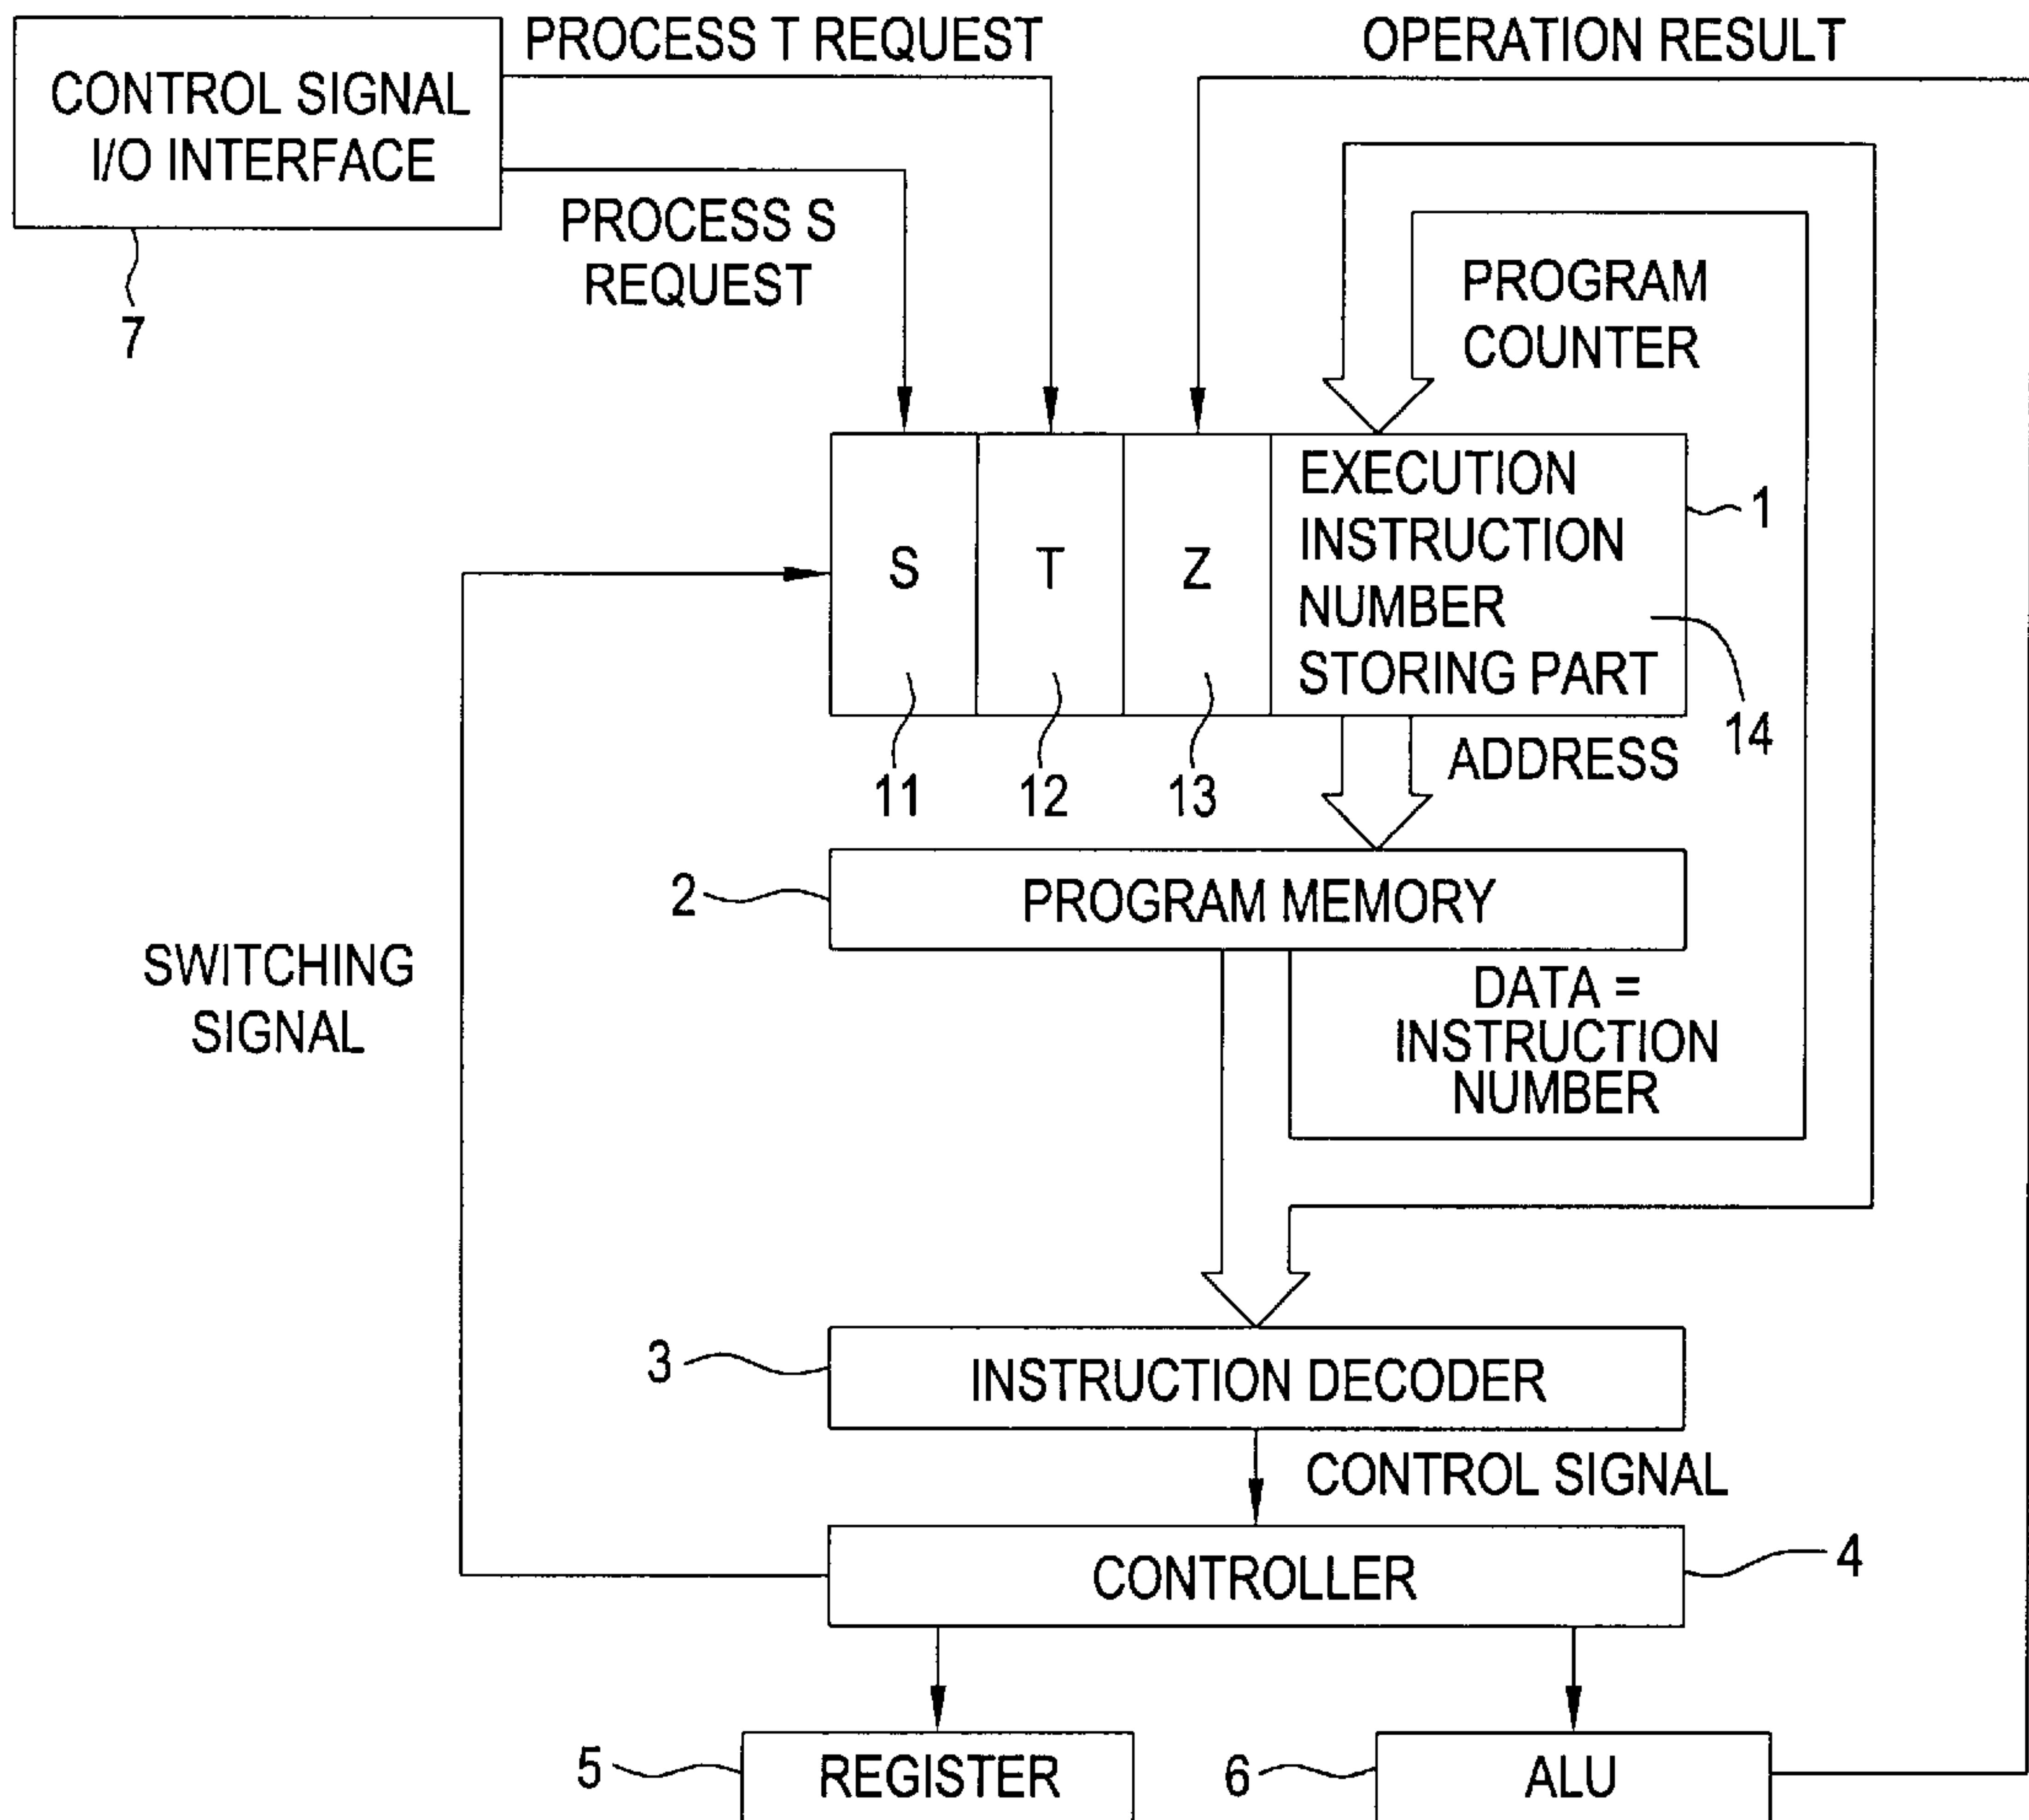 PROCESS T REQUEST
OPERATION RESULT
CONTROL SIGNAL
I/O INTERFACE
PROCESS S
REQUEST
7
PROGRAM
COUNTER
S
T
Z
EXECUTION
INSTRUCTION
NUMBER
STORING PART
1
14
11
12
13
ADDRESS
2
PROGRAM MEMORY
SWITCHING
SIGNAL
DATA =
INSTRUCTION
NUMBER
3
INSTRUCTION DECODER
CONTROL SIGNAL
CONTROLLER
4
5
REGISTER
6
ALU